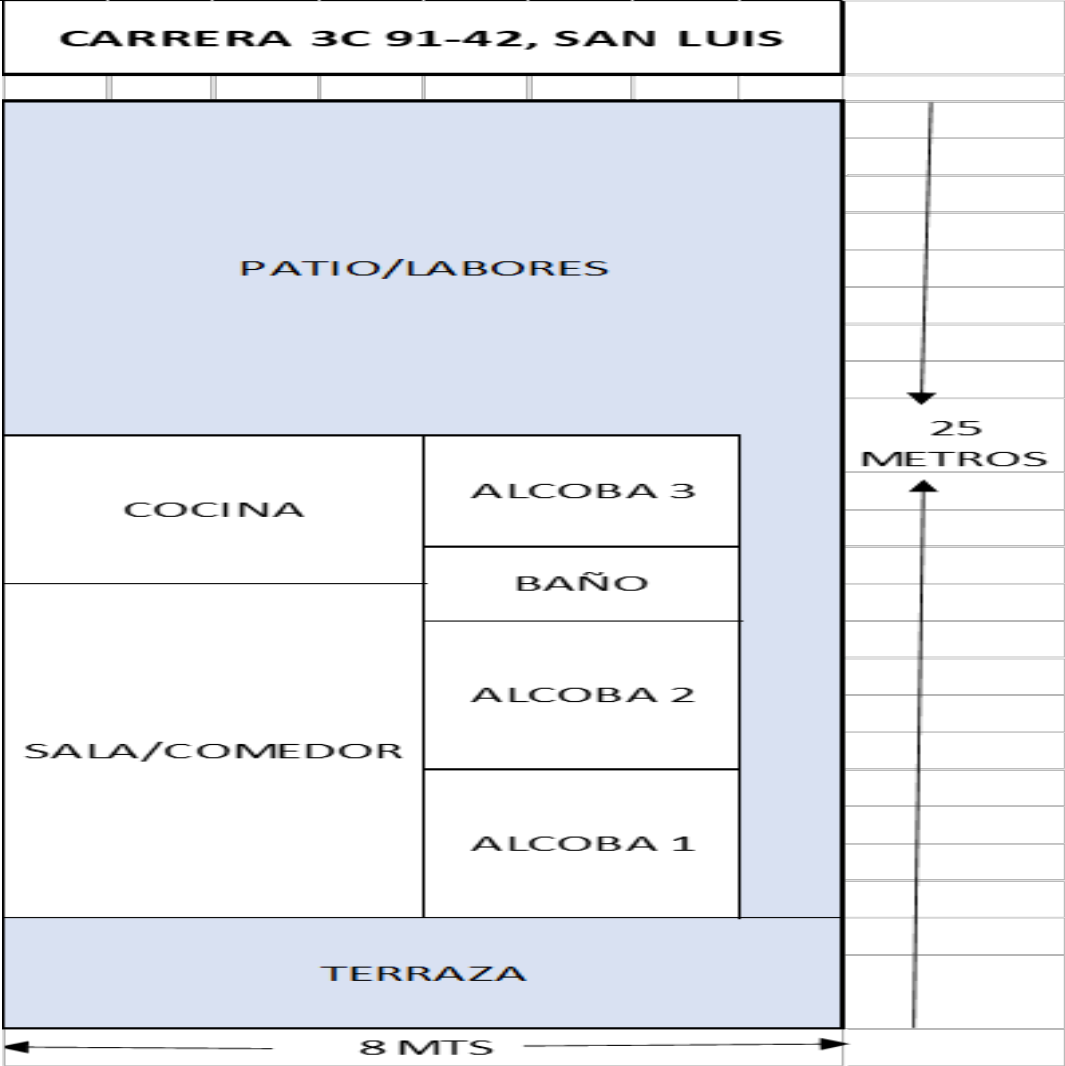 CARRERA 3C 91-42, SAN LUIS
PATIO/LABORES
25
METROS
ALCOBA 3
COCINA
BAÑO
ALCOBA 2
SALA/COMEDOR
ALCOBA 1
TERRAZA
8 MTS